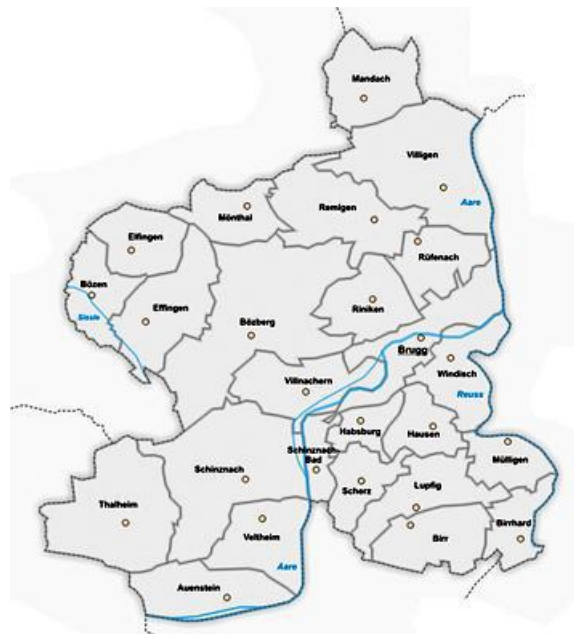 Mandach
Villigen
Aare
Mönthal
Remigen
Elfingen
Rüfenach
Bözen
Effingen
Riniken
Sissle
Bözberg
Brugg
Windisch
Villnachern
Reuss
Habsburg
Hausen
Schinznach-
Bad
Mülligen
Schinznach
Scherz
Lupfig
Thalheim
Birrhard
Veltheim
Birr
Aare
Auenstein